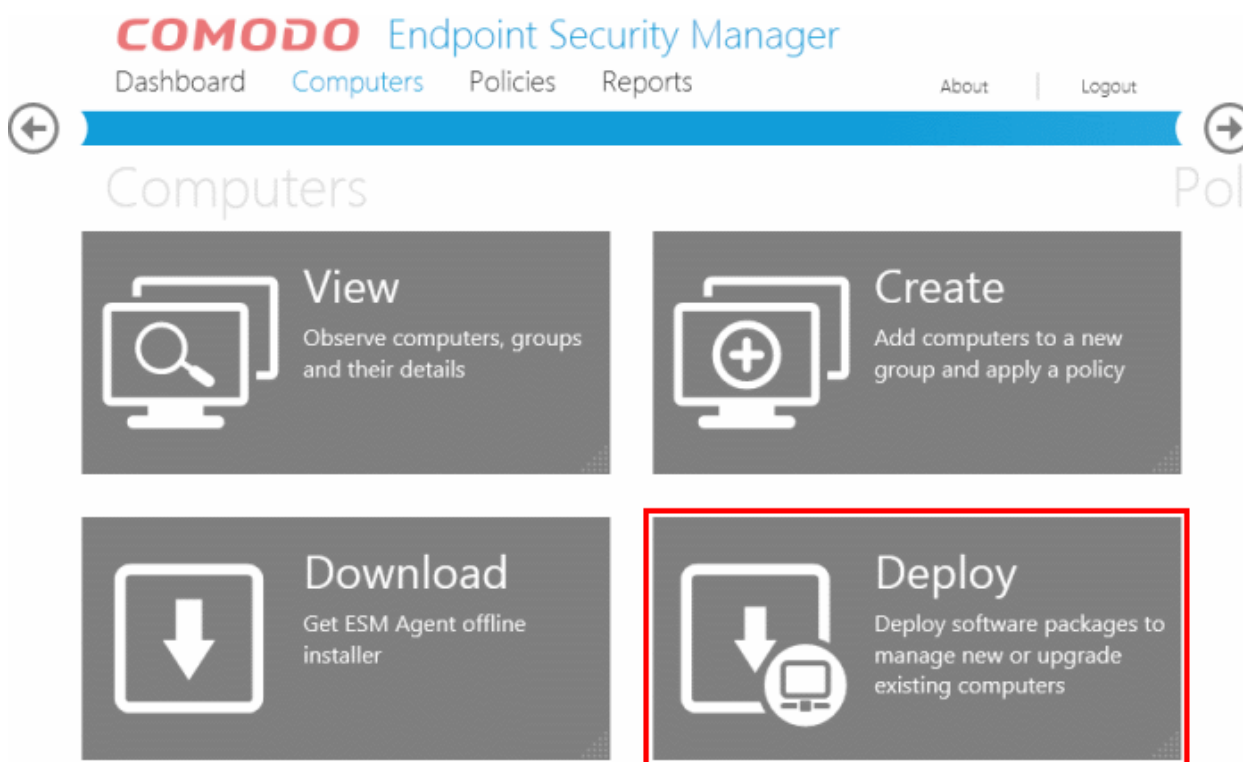 COMODO Endpoint Security Manager
Dashboard Computers Policies Reports About Logout
Computers
Pol
View
Observe computers, groups
and their details
Create
Add computers to a new
group and apply a policy
Download
Get ESM Agent offline
installer
Deploy
Deploy software packages to
manage new or upgrade
existing computers